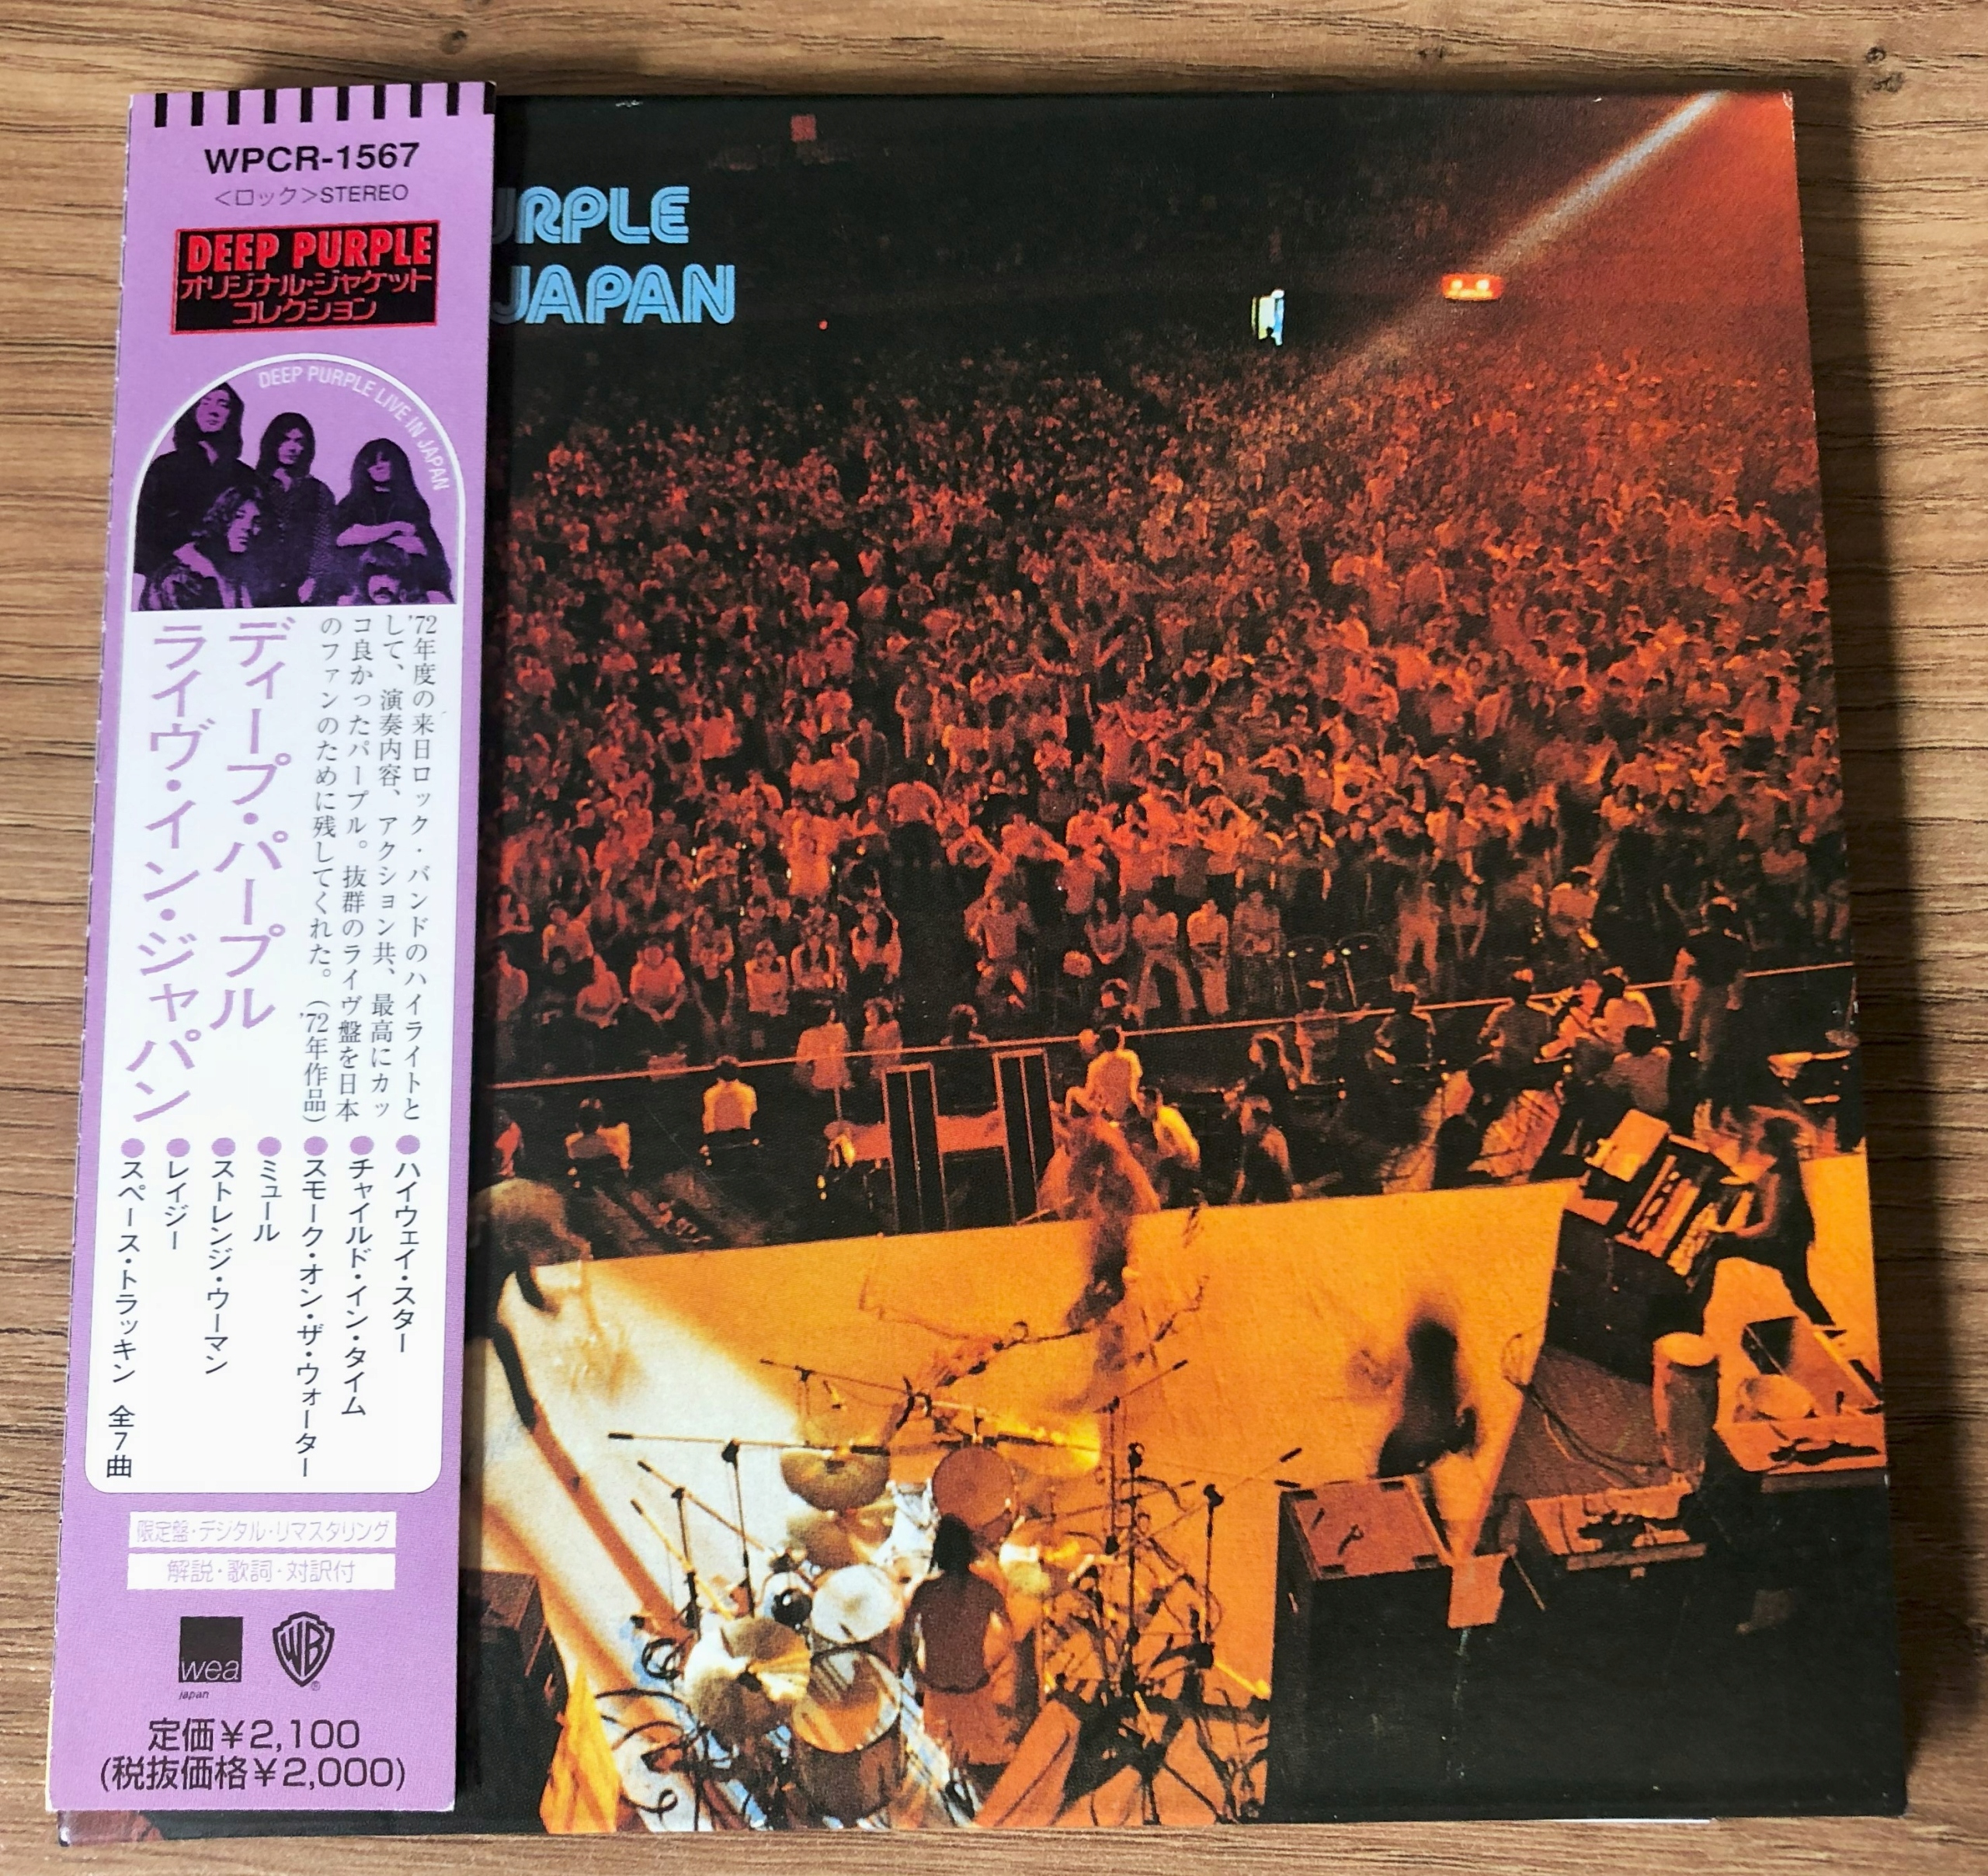 WPCR-1567
<ロック>STEREO
DEEP PURPLE
オリジナル・ジャケット
コレクション
DEEP PURPLE LIVE IN JAPAN
'72年度の来日ロック・バンドのハイライトと
して、演奏内容、アクション共、最高にカッ
コ良かったパープル。抜群のライヴ盤を日本
のファンのために残してくれた。('72年作品)
ディープ・パープル
ライヴ・イン・ジャパン
●ハイウェイ・スター
●チャイルド・イン・タイム
●スモーク・オン・ザ・ウォーター
●ミュール
●ストレンジ・ウーマン
●レイジー
●スペース・トラッキン 全7曲
限定盤・デジタル・リマスタリング
解説・歌詞・対訳付
wea
japan
WB
定価¥2,100
(税抜価格¥2,000)
URPLE
JAPAN